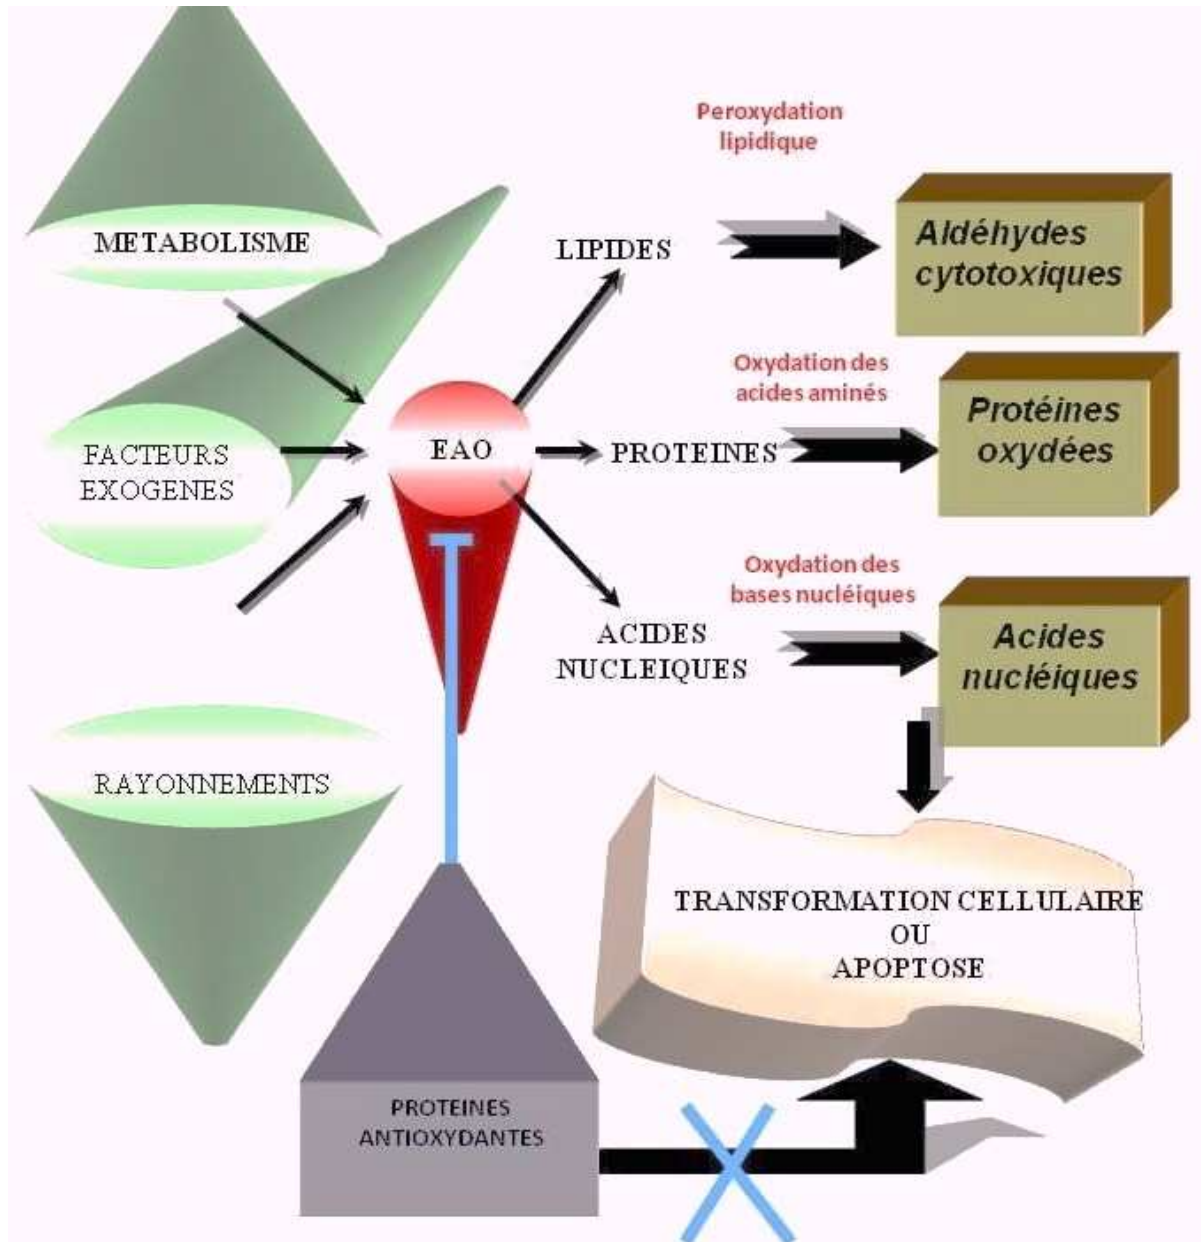 Peroxydation
lipidique
METABOLISME
LIPIDES
Aldéhydes
cytotoxiques
FACTEURS
EXOGENES
EAO
PROTEINES
Oxydation des
acides aminés
Protéines
oxydées
Oxydation des
bases nucléiques
ACIDES
NUCLEIQUES
Acides
nucléiques
RAYONNEMENTS
TRANSFORMATION CELLULAIRE
OU
APOPTOSE
PROTEINES
ANTIOXYDANTES